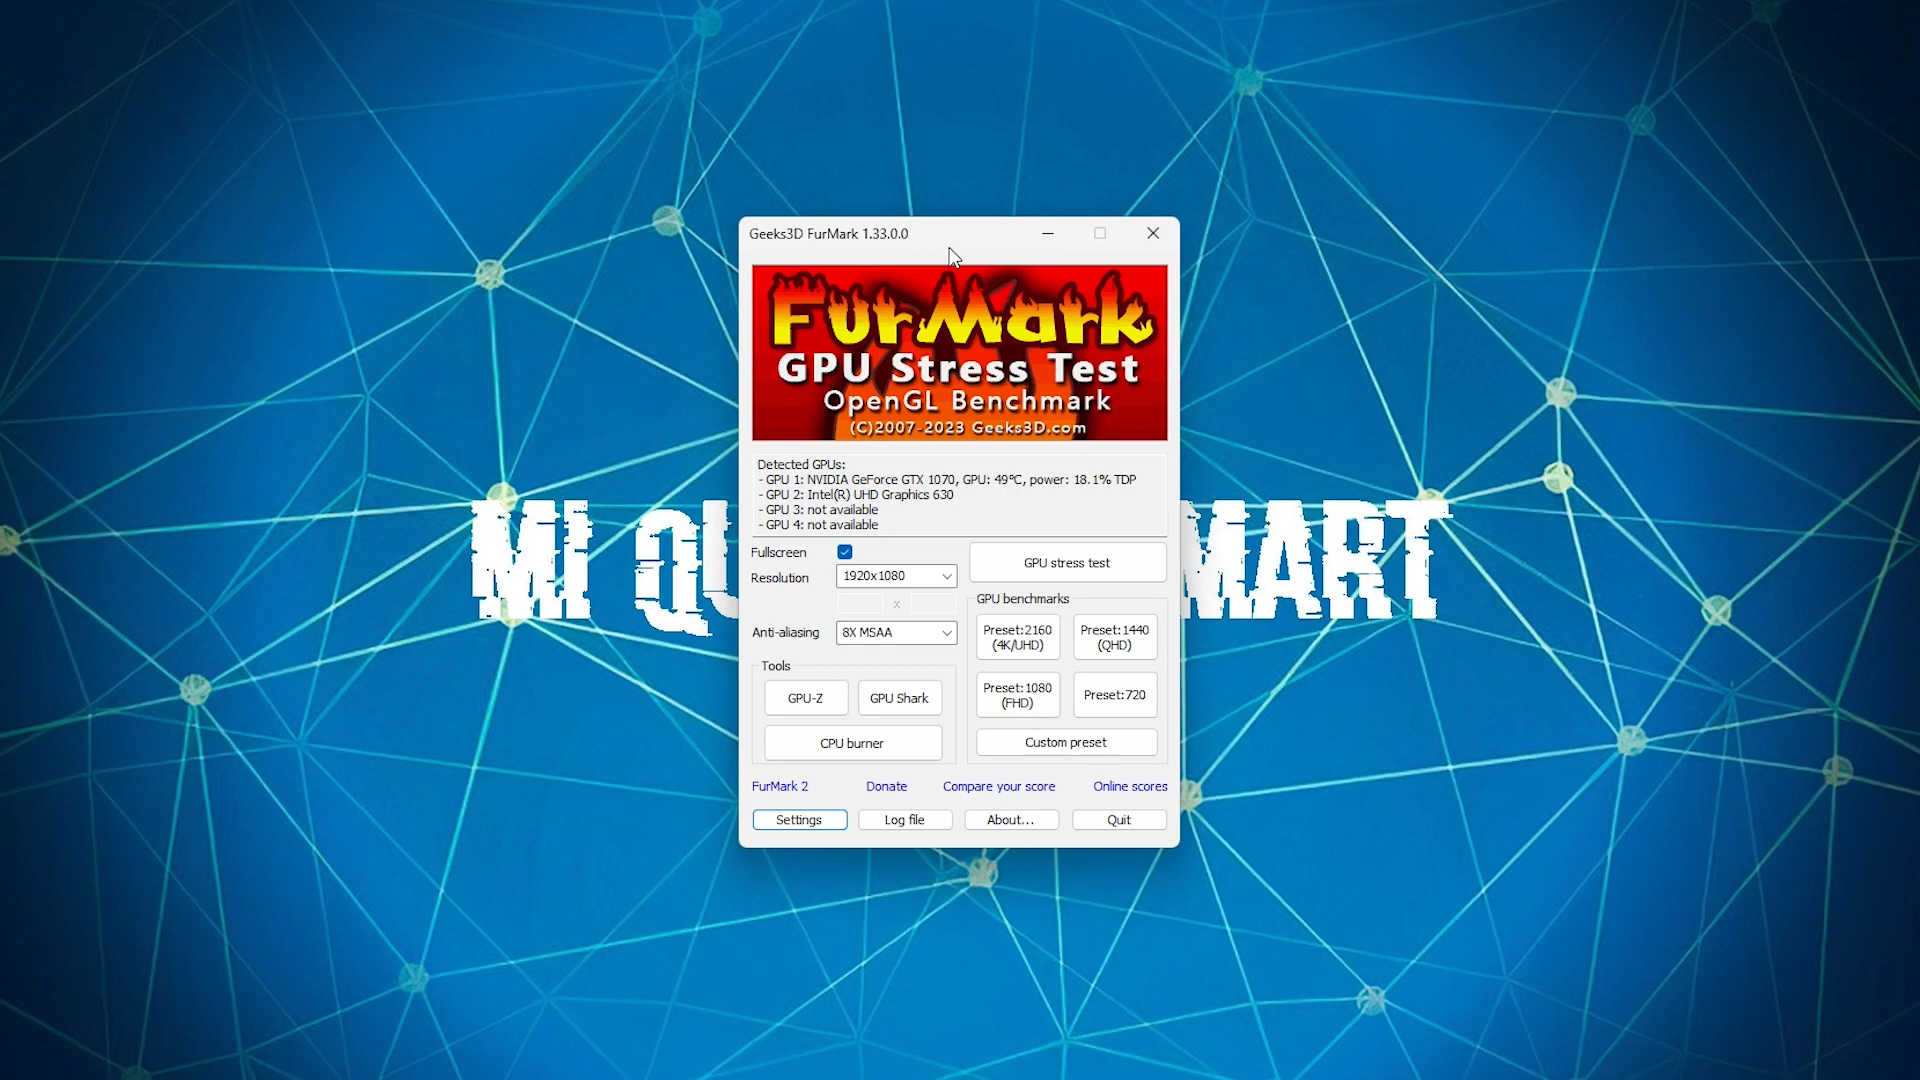 Geeks3D FurMark 1.33.0.0
FurMark
GPU Stress Test
OpenGL Benchmark
(C)2007-2023 Geeks3D.com
Detected GPUs:
- GPU 1: NVIDIA GeForce GTX 1070, GPU: 49°C, power: 18.1% TDP
- GPU 2: Intel(R) UHD Graphics 630
- GPU 3: not available
- GPU 4: not available
Fullscreen
GPU stress test
Resolution
1920x1080
x
Anti-aliasing
8X MSAA
GPU benchmarks
Preset:2160
(4K/UHD)
Preset:1440
(QHD)
Preset:1080
(FHD)
Preset:720
Custom preset
Tools
GPU-Z
GPU Shark
CPU burner
FurMark 2
Donate
Compare your score
Online scores
Settings
Log file
About...
Quit
MI QU
MART